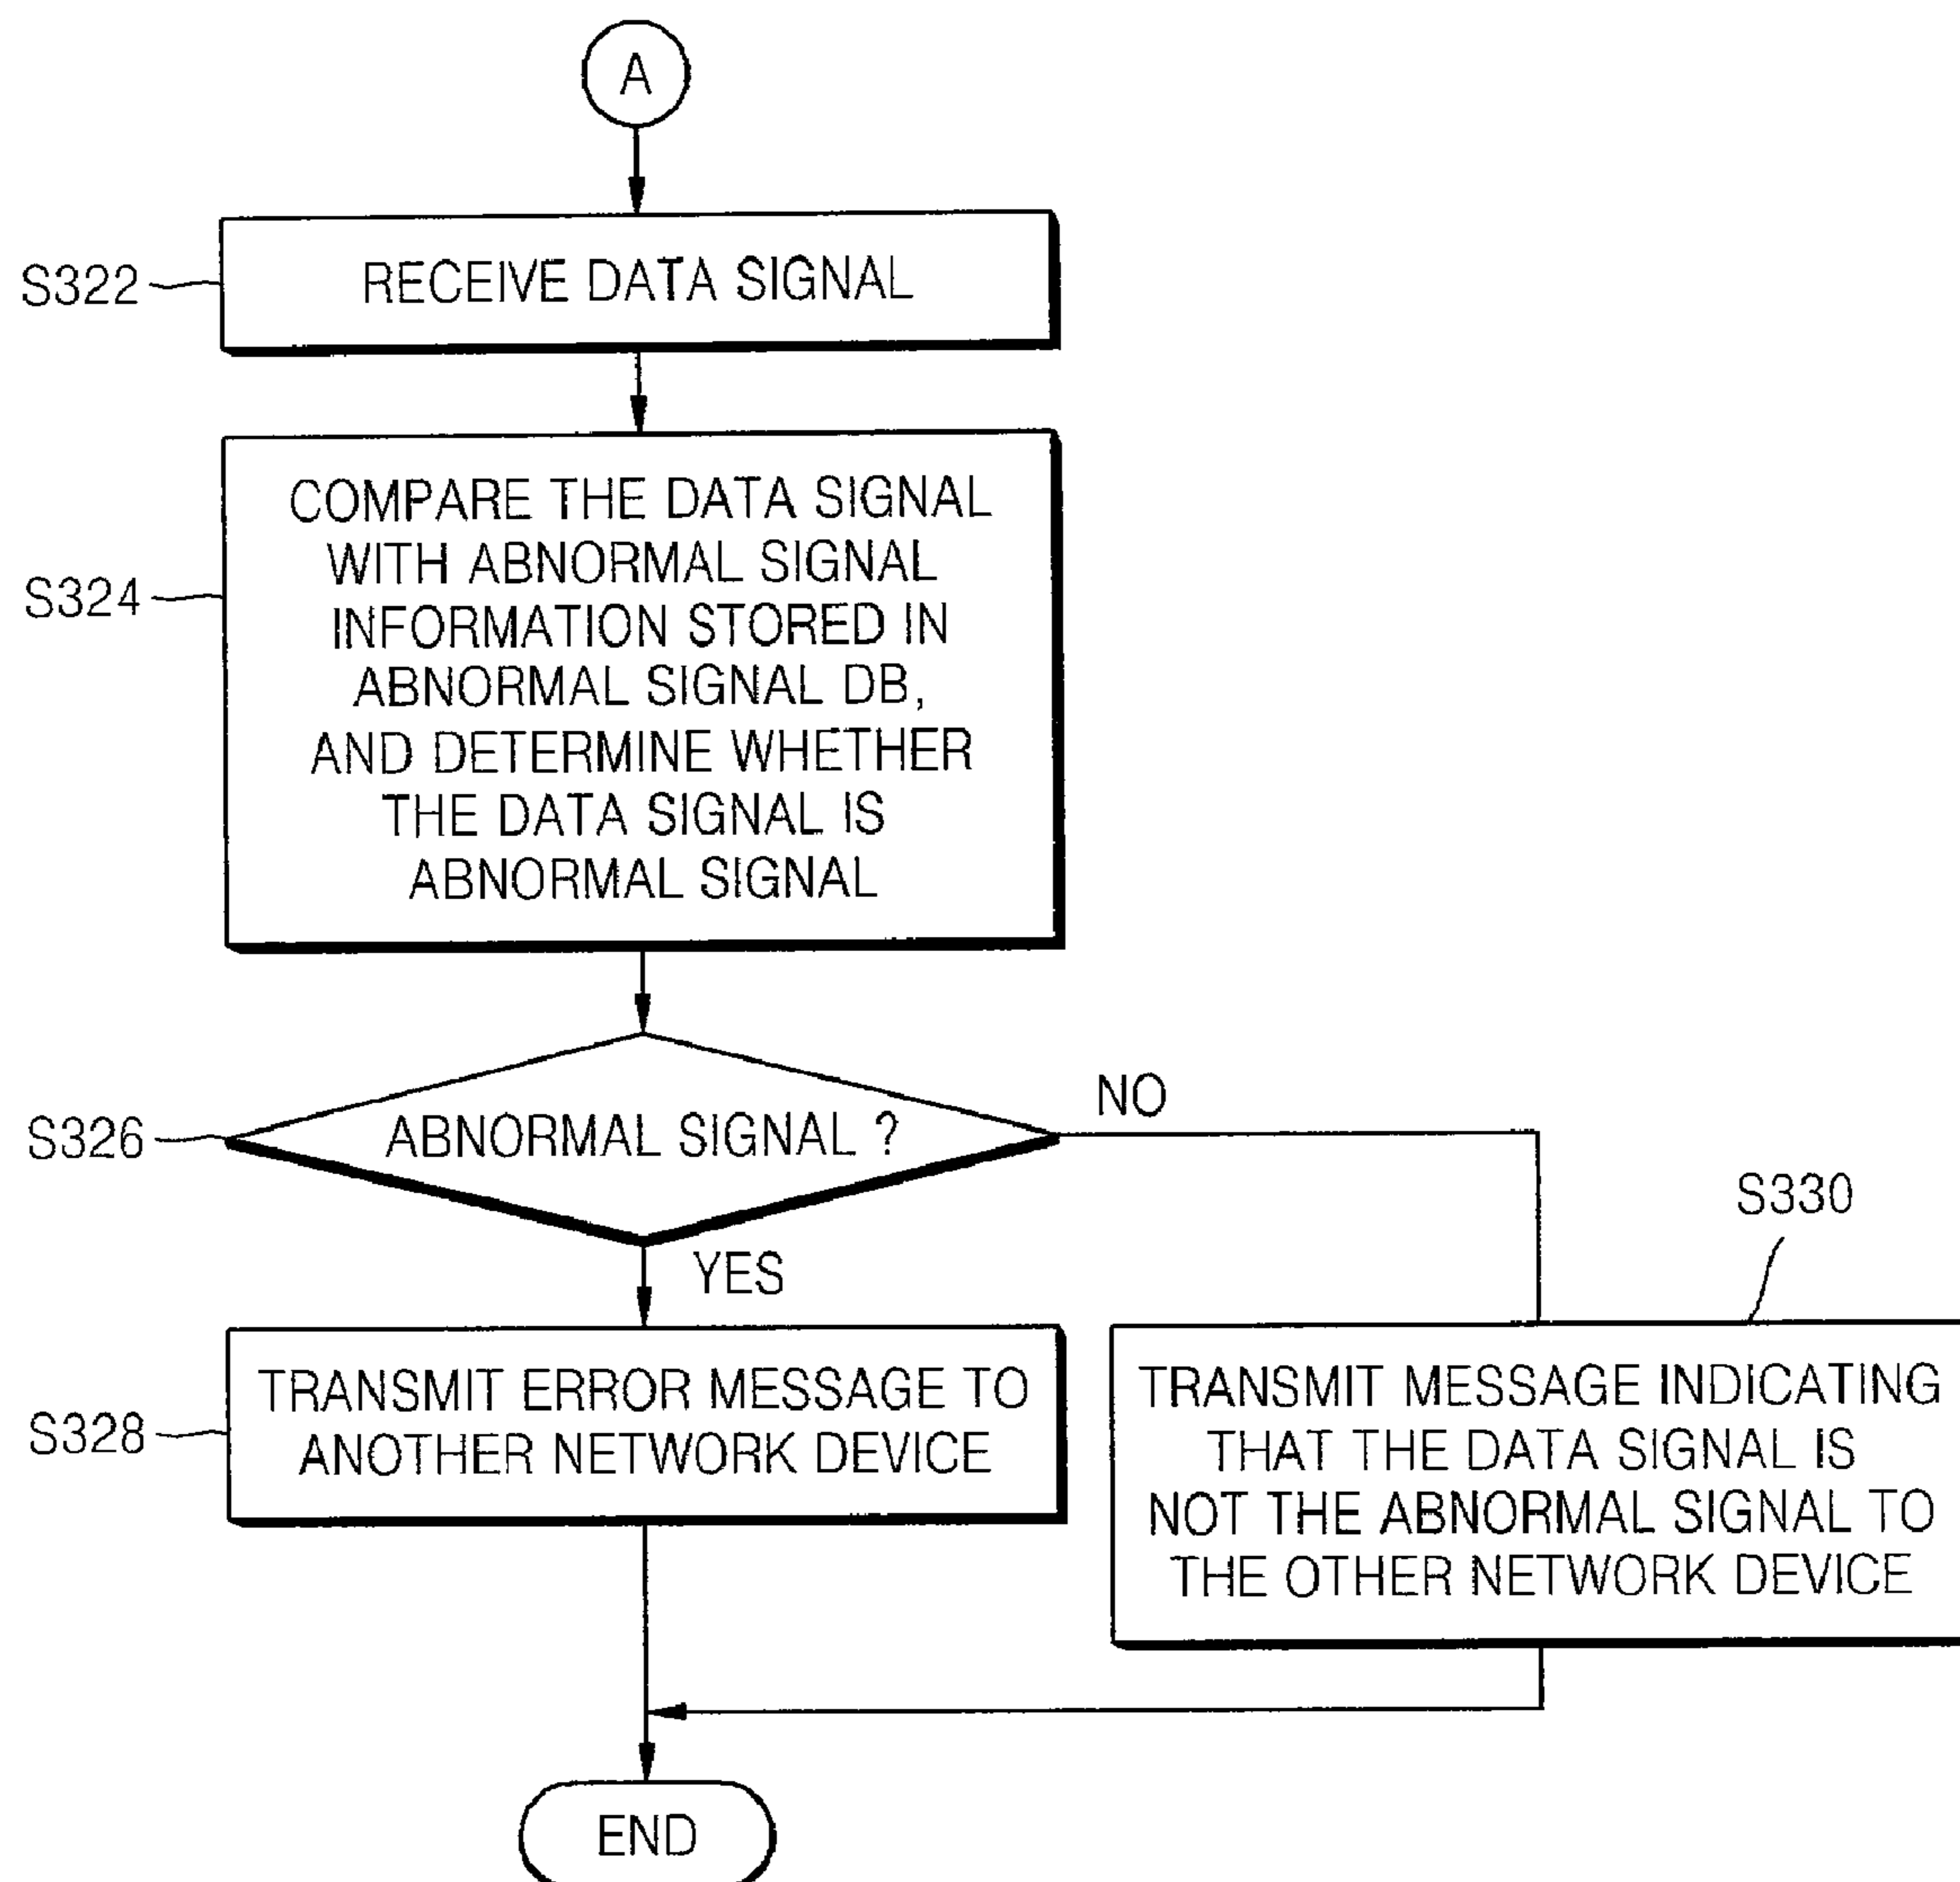 A
S322
RECEIVE DATA SIGNAL
S324
COMPARE THE DATA SIGNAL
WITH ABNORMAL SIGNAL
INFORMATION STORED IN
ABNORMAL SIGNAL DB,
AND DETERMINE WHETHER
THE DATA SIGNAL IS
ABNORMAL SIGNAL
S326
ABNORMAL SIGNAL ?
NO
YES
S328
TRANSMIT ERROR MESSAGE TO
ANOTHER NETWORK DEVICE
S330
TRANSMIT MESSAGE INDICATING
THAT THE DATA SIGNAL IS
NOT THE ABNORMAL SIGNAL TO
THE OTHER NETWORK DEVICE
END